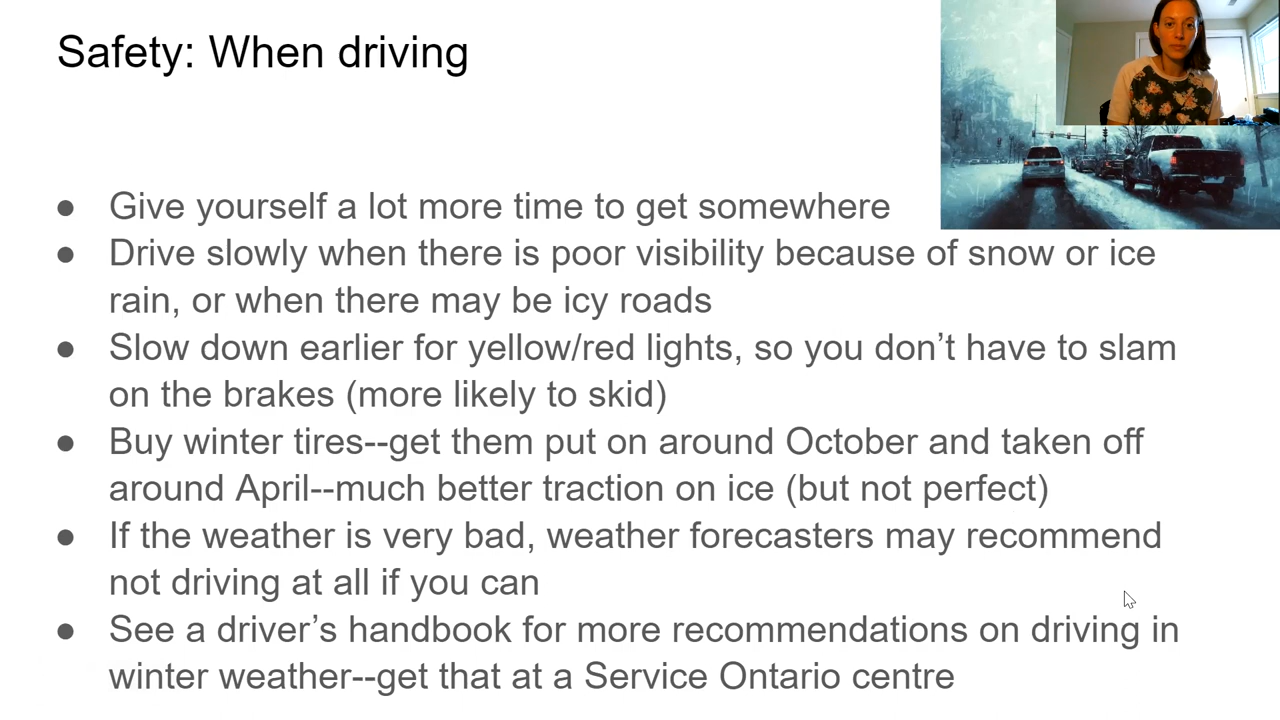 Safety: When driving
● Give yourself a lot more time to get somewhere
● Drive slowly when there is poor visibility because of snow or ice
rain, or when there may be icy roads
● Slow down earlier for yellow/red lights, so you don’t have to slam
on the brakes (more likely to skid)
● Buy winter tires--get them put on around October and taken off
around April--much better traction on ice (but not perfect)
● If the weather is very bad, weather forecasters may recommend
not driving at all if you can
● See a driver’s handbook for more recommendations on driving in
winter weather--get that at a Service Ontario centre